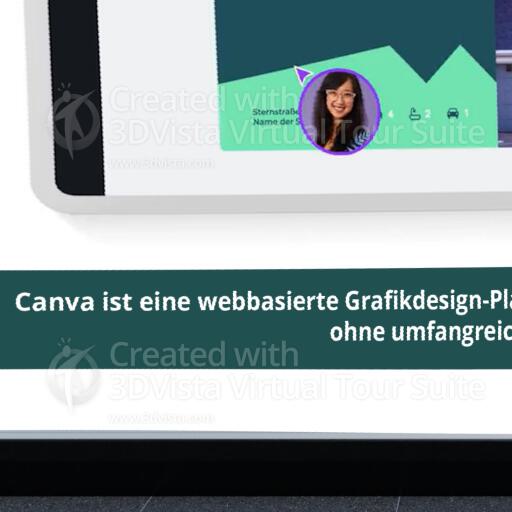 Created with
3DVista Virtual Tour Suite
www.3dvista.com
Sternstraße
Name der S
4
2
1
Canva ist eine webbasierte Grafikdesign-Pla
ohne umfangreic
Created with
3DVista Virtual Tour Suite
www.3dvista.com